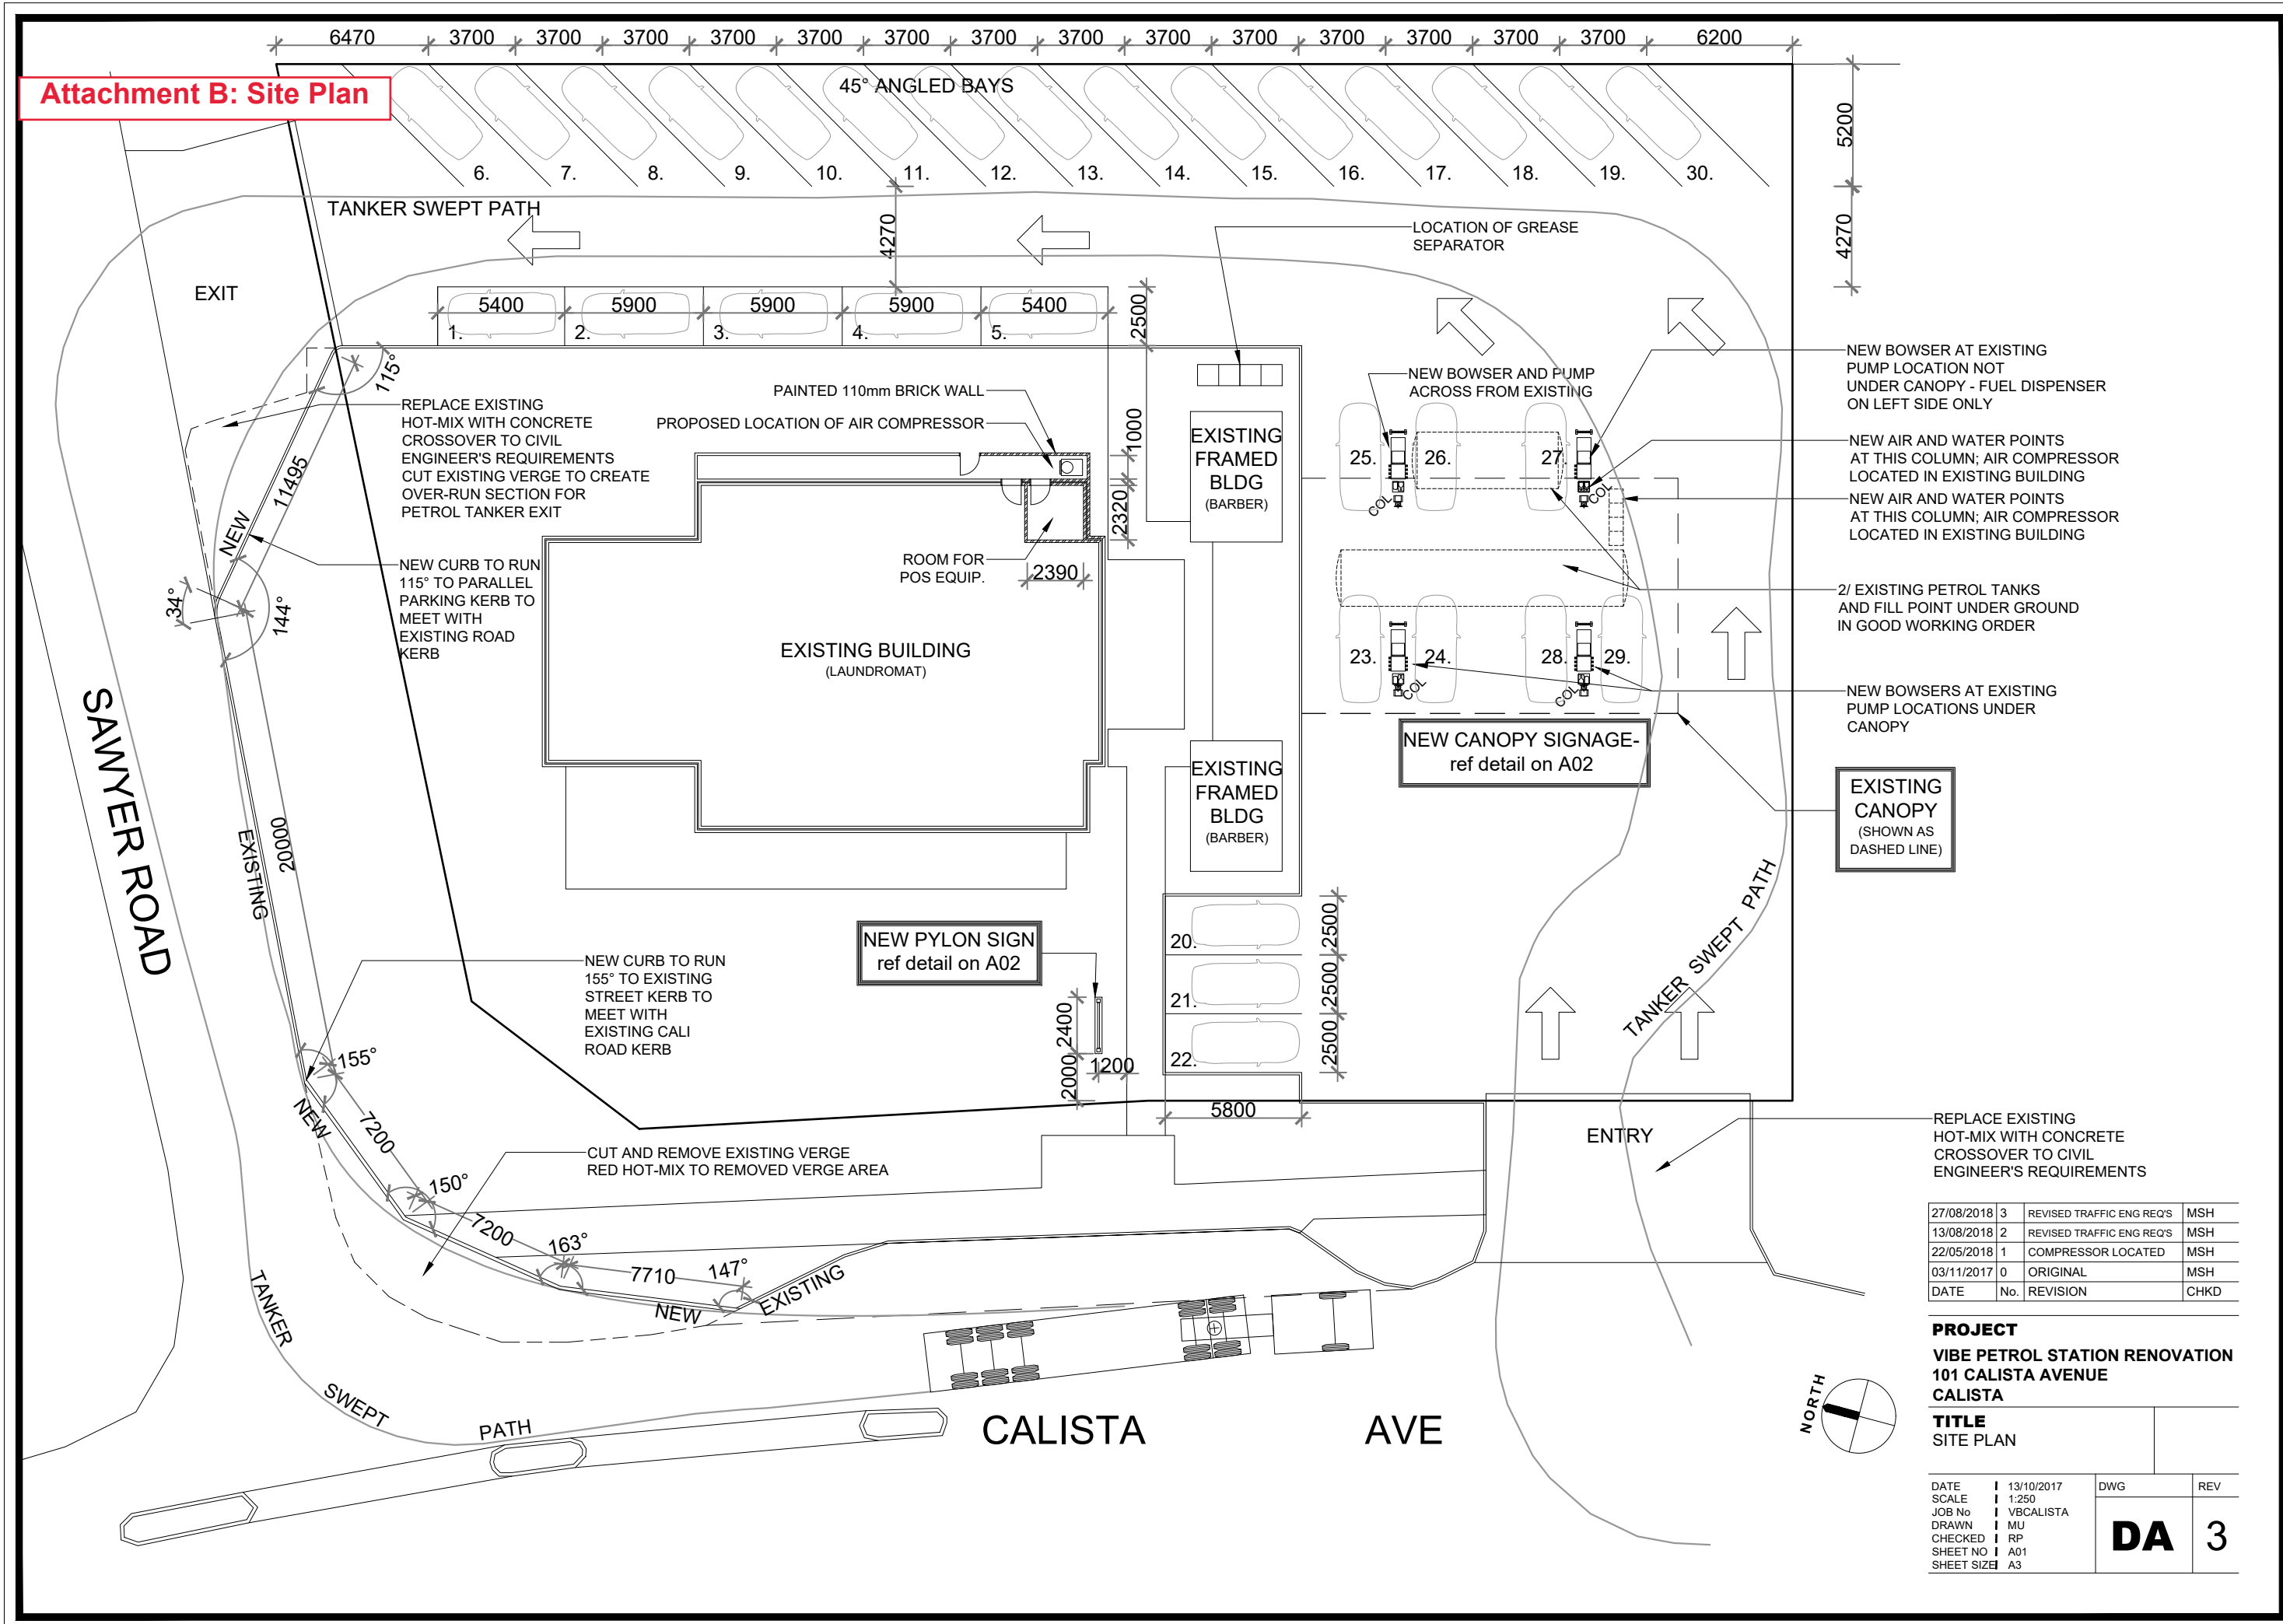 6470 3700 3700 3700 3700 3700 3700 3700 3700 3700 3700 3700 3700 3700 3700 6200
Attachment B: Site Plan
45° ANGLED BAYS
5200
6. 7. 8. 9. 10. 11. 12. 13. 14. 15. 16. 17. 18. 19. 30.
TANKER SWEPT PATH
4270
4270
LOCATION OF GREASE
SEPARATOR
EXIT
5400 5900 5900 5900 5400
1. 2. 3. 4. 5.
2500
115°
REPLACE EXISTING
HOT-MIX WITH CONCRETE
CROSSOVER TO CIVIL
ENGINEER'S REQUIREMENTS
CUT EXISTING VERGE TO CREATE
OVER-RUN SECTION FOR
PETROL TANKER EXIT
PAINTED 110mm BRICK WALL
PROPOSED LOCATION OF AIR COMPRESSOR
1000
2320
EXISTING
FRAMED
BLDG
(BARBER)
NEW BOWSER AND PUMP
ACROSS FROM EXISTING
NEW BOWSER AT EXISTING
PUMP LOCATION NOT
UNDER CANOPY - FUEL DISPENSER
ON LEFT SIDE ONLY
25. 26. 27.
COL COL
NEW AIR AND WATER POINTS
AT THIS COLUMN; AIR COMPRESSOR
LOCATED IN EXISTING BUILDING
NEW AIR AND WATER POINTS
AT THIS COLUMN; AIR COMPRESSOR
LOCATED IN EXISTING BUILDING
11495
NEW
NEW CURB TO RUN
115° TO PARALLEL
PARKING KERB TO
MEET WITH
EXISTING ROAD
KERB
34°
144°
ROOM FOR
POS EQUIP.
2390
2/ EXISTING PETROL TANKS
AND FILL POINT UNDER GROUND
IN GOOD WORKING ORDER
EXISTING BUILDING
(LAUNDROMAT)
23. 24. 28. 29.
COL COL
NEW BOWSERS AT EXISTING
PUMP LOCATIONS UNDER
CANOPY
SAWYER ROAD
NEW CANOPY SIGNAGE-
ref detail on A02
EXISTING
FRAMED
BLDG
(BARBER)
EXISTING
CANOPY
(SHOWN AS
DASHED LINE)
20000
EXISTING
TANKER SWEPT PATH
NEW PYLON SIGN
ref detail on A02
20.
21.
22.
2500
2500
2500
NEW CURB TO RUN
155° TO EXISTING
STREET KERB TO
MEET WITH
EXISTING CALI
ROAD KERB
2400
2000
1200
5800
155°
NEW
7200
CUT AND REMOVE EXISTING VERGE
RED HOT-MIX TO REMOVED VERGE AREA
ENTRY
REPLACE EXISTING
HOT-MIX WITH CONCRETE
CROSSOVER TO CIVIL
ENGINEER'S REQUIREMENTS
150°
7200
163°
7710
147°
NEW
EXISTING
TANKER
SWEPT
PATH
CALISTA AVE
27/08/2018 3 REVISED TRAFFIC ENG REQ'S MSH
13/08/2018 2 REVISED TRAFFIC ENG REQ'S MSH
22/05/2018 1 COMPRESSOR LOCATED MSH
03/11/2017 0 ORIGINAL MSH
DATE No. REVISION CHKD
PROJECT
VIBE PETROL STATION RENOVATION
101 CALISTA AVENUE
CALISTA
NORTH
TITLE
SITE PLAN
DATE 13/10/2017
SCALE 1:250
JOB No VBCALISTA
DRAWN MU
CHECKED RP
SHEET NO A01
SHEET SIZE A3
DWG REV
DA 3